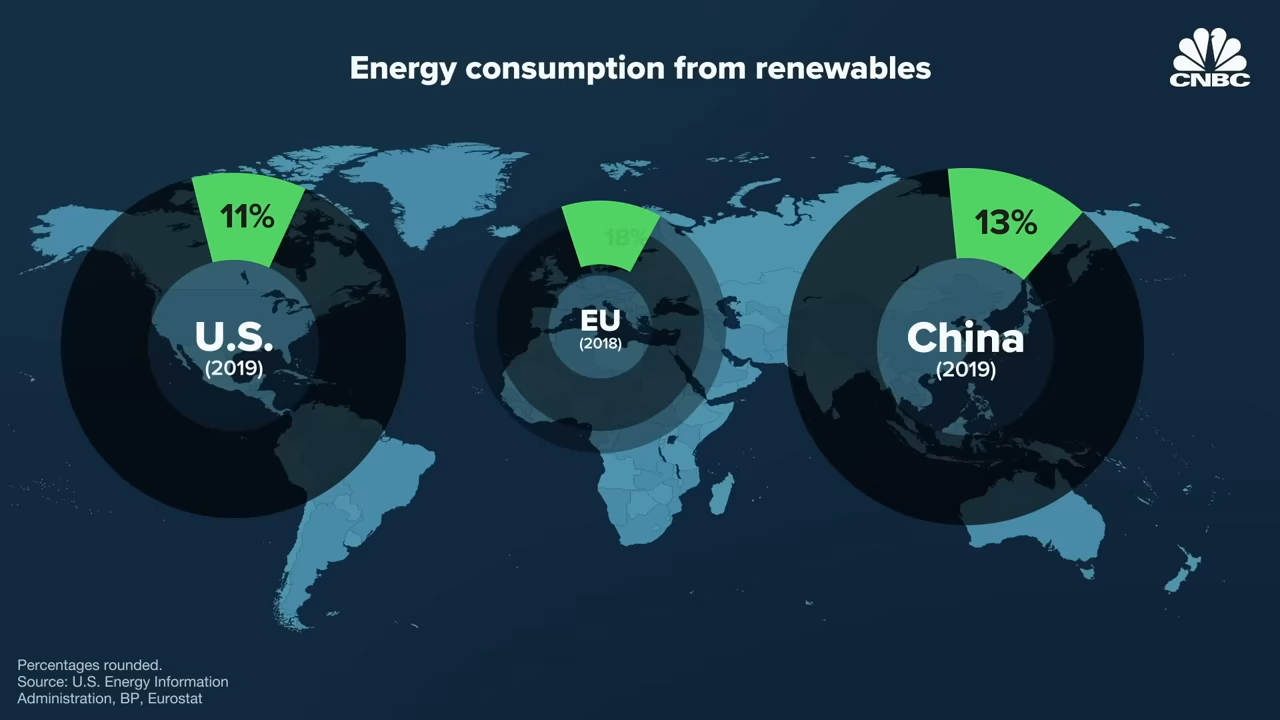 Energy consumption from renewables
CNBC
11%
18%
13%
U.S.
(2019)
EU
(2018)
China
(2019)
Percentages rounded.
Source: U.S. Energy Information
Administration, BP, Eurostat